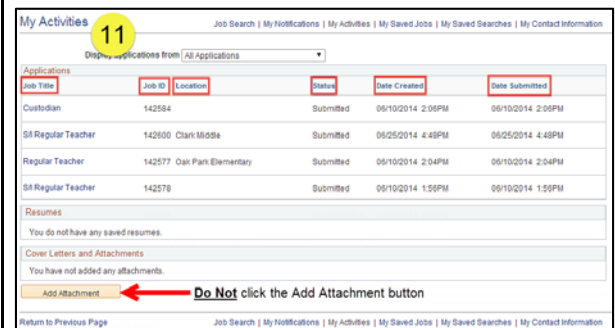 My Activities
Job Search | My Notifications | My Activities | My Saved Jobs | My Saved Searches | My Contact Information
11
Display applications from All Applications
Applications
Job Title Job ID Location Status Date Created Date Submitted
Custodian 142584 Submitted 06/10/2014 2:06PM 06/10/2014 2:06PM
S/I Regular Teacher 142600 Clark Middle Submitted 06/25/2014 4:49PM 06/25/2014 4:48PM
Regular Teacher 142577 Oak Park Elementary Submitted 06/10/2014 2:04PM 06/10/2014 2:04PM
S/I Regular Teacher 142578 Submitted 06/10/2014 1:56PM 06/10/2014 1:56PM
Resumes
You do not have any saved resumes.
Cover Letters and Attachments
You have not added any attachments.
Add Attachment Do Not click the Add Attachment button
Return to Previous Page Job Search | My Notifications | My Activities | My Saved Jobs | My Saved Searches | My Contact Information